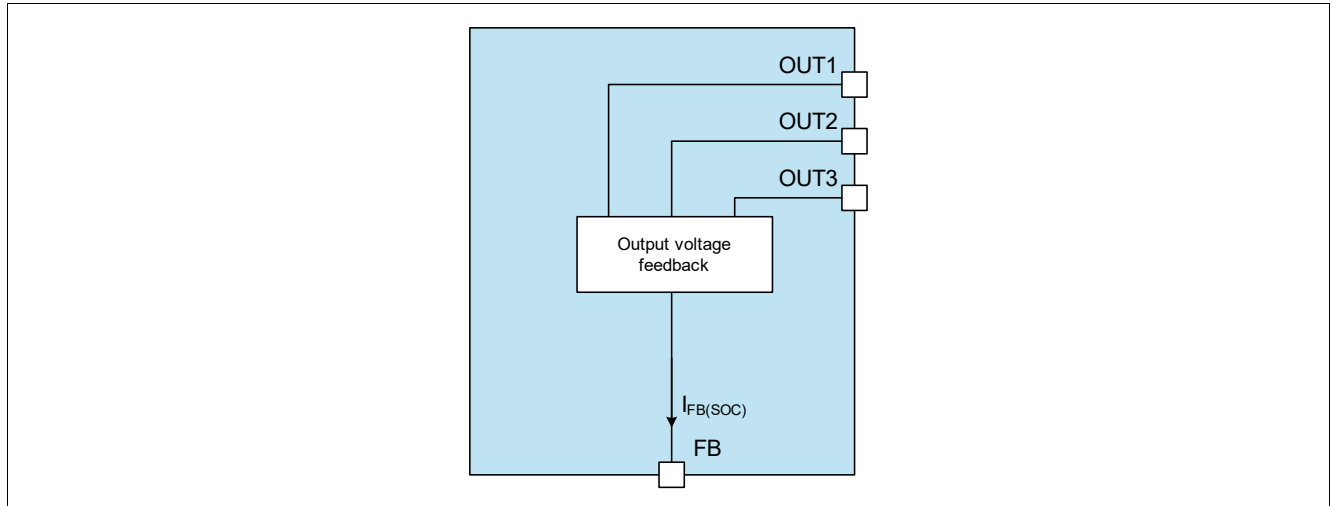 OUT1
OUT2
OUT3
Output voltage
feedback
IFB(SOC)
FB